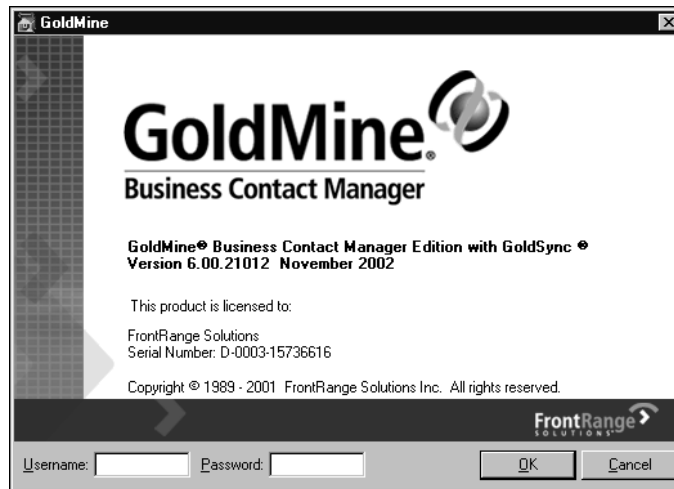 GoldMine
GoldMine®
Business Contact Manager
GoldMine® Business Contact Manager Edition with GoldSync ®
Version 6.00.21012 November 2002
This product is licensed to:
FrontRange Solutions
Serial Number: D-0003-15736616
Copyright © 1989 - 2001 FrontRange Solutions Inc. All rights reserved.
FrontRange
SOLUTIONS
Username:
Password:
OK
Cancel